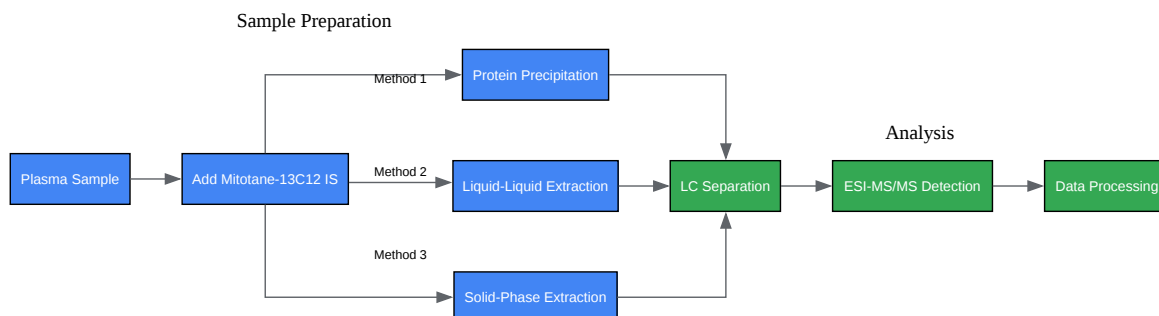 Sample Preparation
Method 1
Protein Precipitation
Analysis
Plasma Sample
Add Mitotane-13C12 IS
Method 2
Liquid-Liquid Extraction
LC Separation
ESI-MS/MS Detection
Data Processing
Method 3
Solid-Phase Extraction